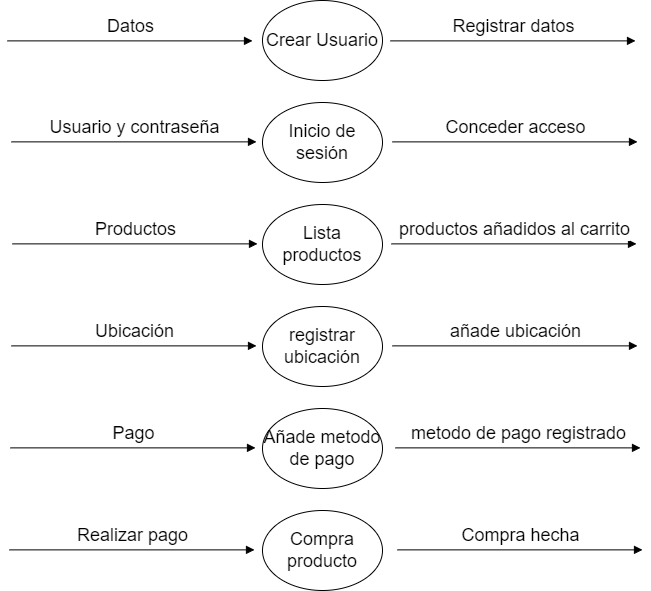 Datos
Crear Usuario
Registrar datos
Usuario y contraseña
Inicio de
sesión
Conceder acceso
Productos
Lista
productos
productos añadidos al carrito
Ubicación
registrar
ubicación
añade ubicación
Pago
Añade metodo
de pago
metodo de pago registrado
Realizar pago
Compra
producto
Compra hecha